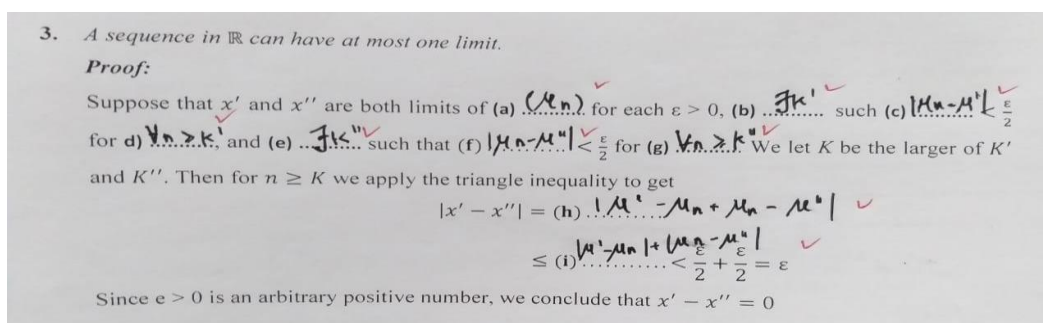 3. A sequence in ℝ can have at most one limit.
Proof:
Suppose that x′ and x′′ are both limits of (a) (xn) for each ε > 0, (b) ..∃K′...... such (c) |xn-x′|< ε/2
for d) ∀n≥K′, and (e) ..∃K″ such that (f) |xn-x″|< ε/2 for (g) ∀n≥K″ We let K be the larger of K′
and K′′. Then for n ≥ K we apply the triangle inequality to get
|x′ − x′′| = (h) |x′ - xn + xn - x″|
≤ (i) |x′-xn|+|xn-x″| < ε/2 + ε/2 = ε
Since e > 0 is an arbitrary positive number, we conclude that x′ − x′′ = 0